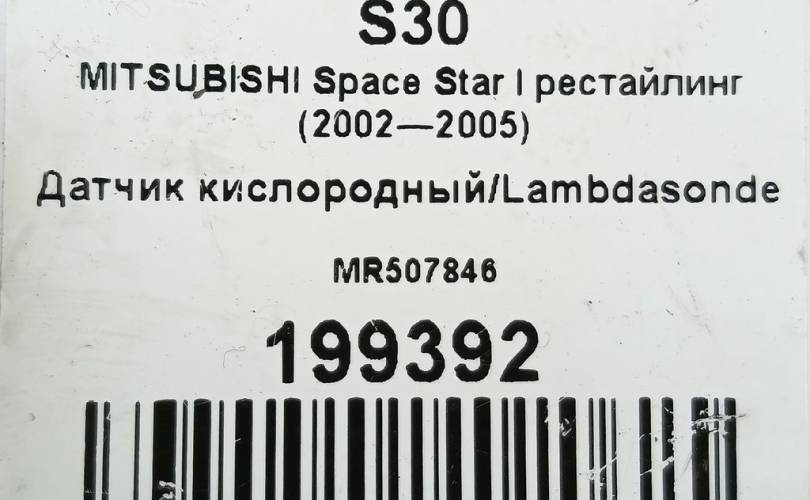 S30
MITSUBISHI Space Star I рестайлинг
(2002—2005)
Датчик кислородный/Lambdasonde
MR507846
199392